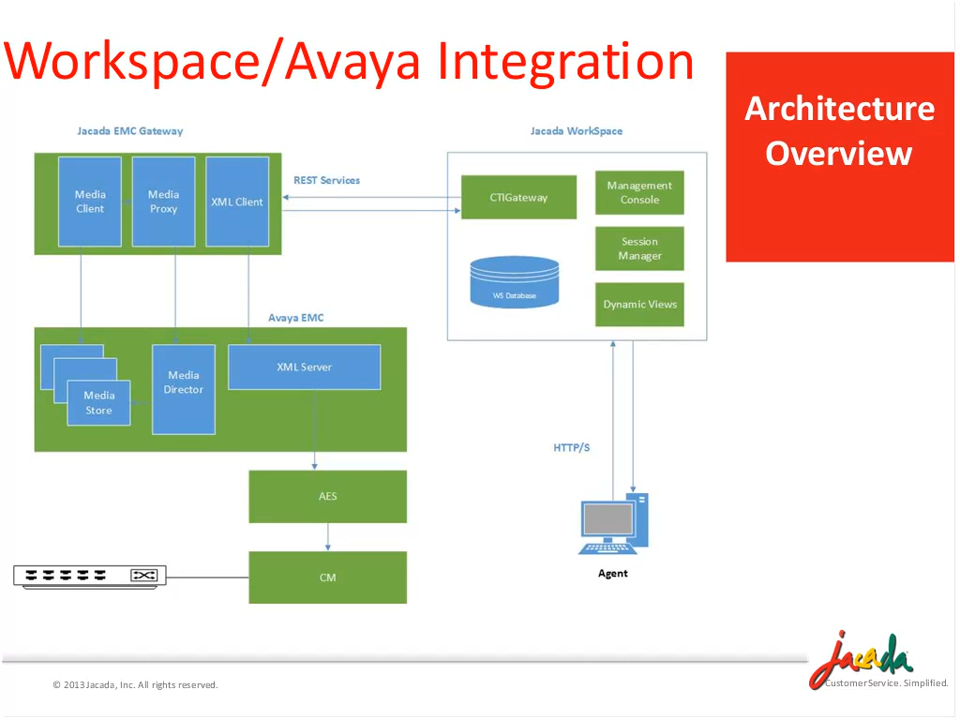 Workspace/Avaya Integration
Architecture
Overview
Jacada EMC Gateway
Jacada WorkSpace
Media
Client
Media
Proxy
XML Client
REST Services
CTIGateway
Management
Console
Session
Manager
WS Database
Dynamic Views
Avaya EMC
Media
Store
Media
Director
XML Server
HTTP/S
AES
CM
Agent
jacada
CustomerService. Simplified.
© 2013 Jacada, Inc. All rights reserved.